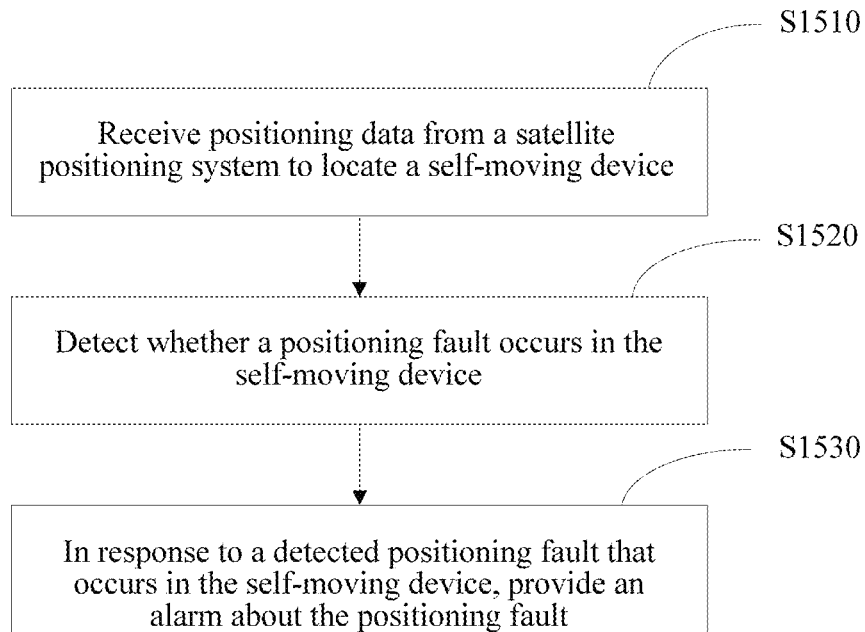 S1510
Receive positioning data from a satellite
positioning system to locate a self-moving device
S1520
Detect whether a positioning fault occurs in the
self-moving device
S1530
In response to a detected positioning fault that
occurs in the self-moving device, provide an
alarm about the positioning fault